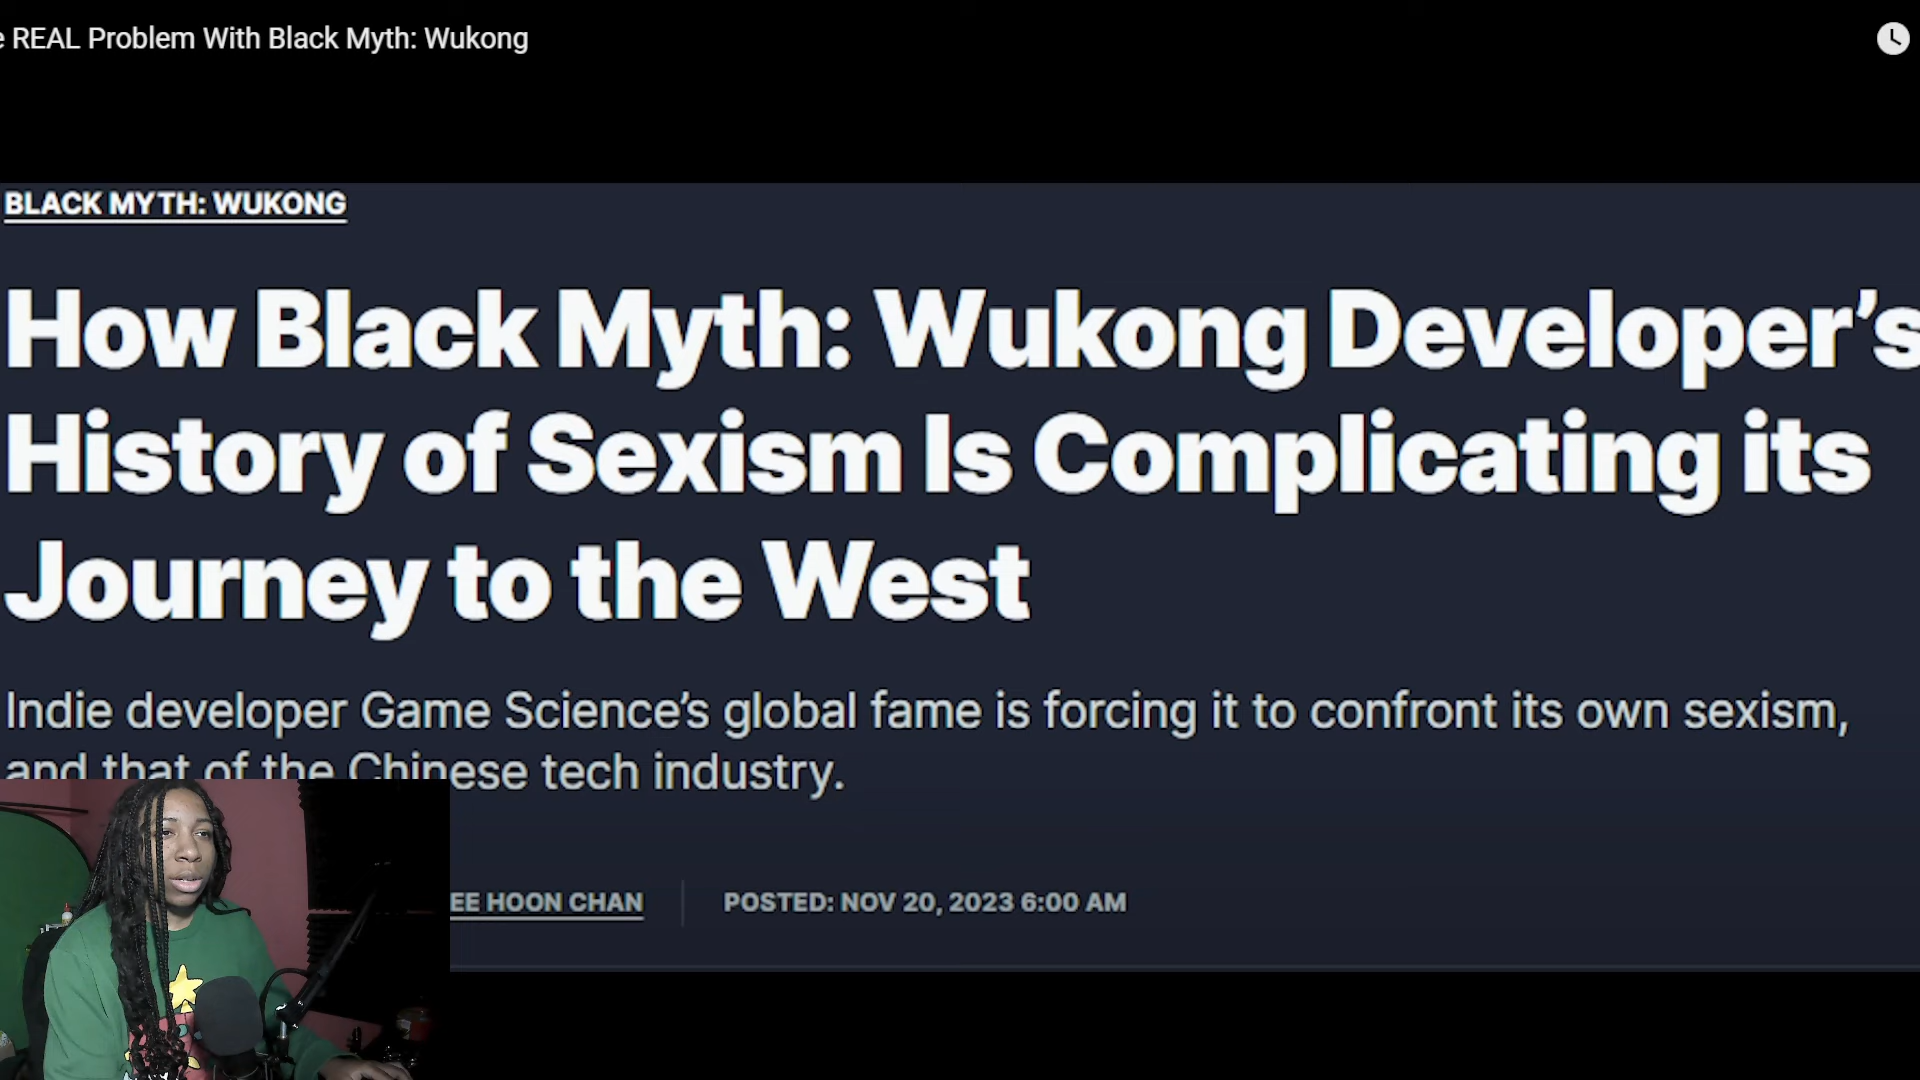 REAL Problem With Black Myth: Wukong
BLACK MYTH: WUKONG
How Black Myth: Wukong Developer’s
History of Sexism Is Complicating its
Journey to the West
Indie developer Game Science’s global fame is forcing it to confront its own sexism,
and that of the Chinese tech industry.
EE HOON CHAN
POSTED: NOV 20, 2023 6:00 AM